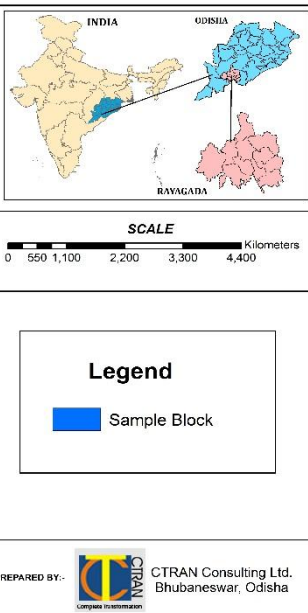 INDIA
ODISHA
RAYAGADA
SCALE
Kilometers
0 550 1,100 2,200 3,300 4,400
Legend
Sample Block
REPARED BY:-
CTRAN
Complete Transformation
CTRAN Consulting Ltd.
Bhubaneswar, Odisha